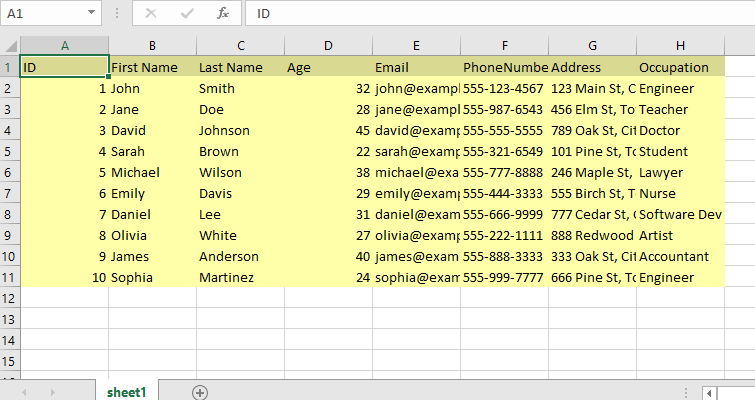 A1 fx ID
A B C D E F G H
1 ID First Name Last Name Age Email PhoneNumbe Address Occupation
2 1 John Smith 32 john@exampl 555-123-4567 123 Main St, C Engineer
3 2 Jane Doe 28 jane@exampl 555-987-6543 456 Elm St, To Teacher
4 3 David Johnson 45 david@examp 555-555-5555 789 Oak St, Cit Doctor
5 4 Sarah Brown 22 sarah@examp 555-321-6549 101 Pine St, To Student
6 5 Michael Wilson 38 michael@exa 555-777-8888 246 Maple St, Lawyer
7 6 Emily Davis 29 emily@examp 555-444-3333 555 Birch St, T Nurse
8 7 Daniel Lee 31 daniel@exam 555-666-9999 777 Cedar St, Software Dev
9 8 Olivia White 27 olivia@exam 555-222-1111 888 Redwood Artist
10 9 James Anderson 40 james@exam 555-888-3333 333 Oak St, Cit Accountant
11 10 Sophia Martinez 24 sophia@exam 555-999-7777 666 Pine St, To Engineer
12
13
14
15
sheet1